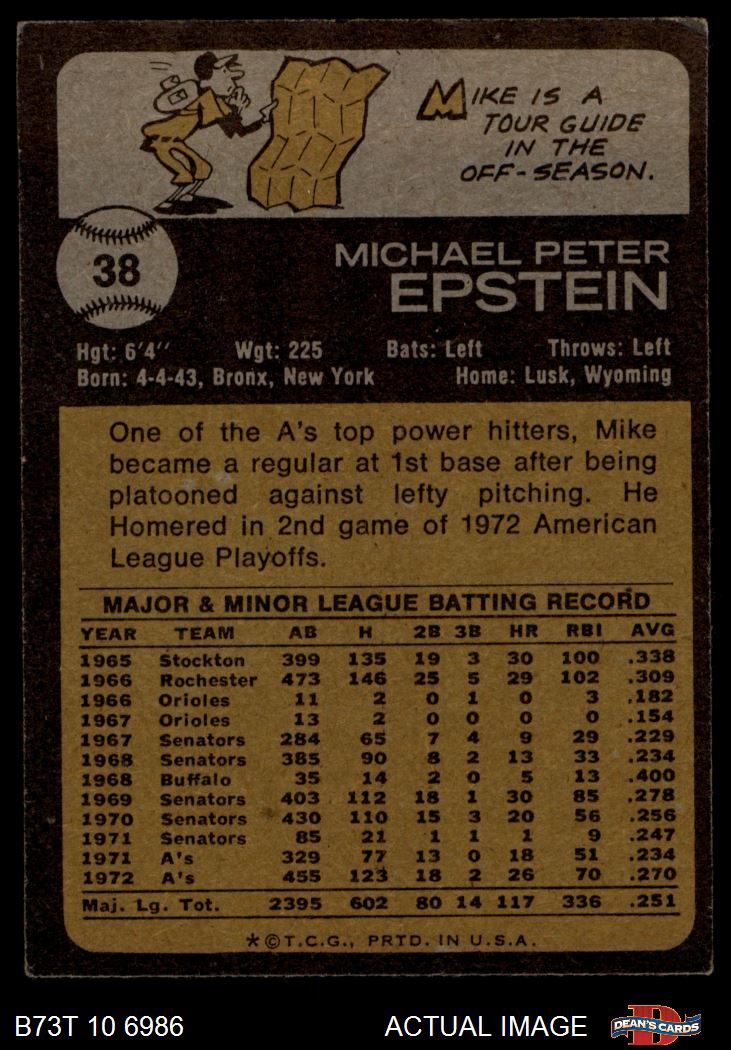 MIKE IS A
TOUR GUIDE
IN THE
OFF-SEASON.
38
MICHAEL PETER
EPSTEIN
Hgt: 6'4" Wgt: 225 Bats: Left Throws: Left
Born: 4-4-43, Bronx, New York Home: Lusk, Wyoming
One of the A's top power hitters, Mike
became a regular at 1st base after being
platooned against lefty pitching. He
Homered in 2nd game of 1972 American
League Playoffs.
MAJOR & MINOR LEAGUE BATTING RECORD
YEAR TEAM AB H 2B 3B HR RBI AVG
1965 Stockton 399 135 19 3 30 100 .338
1966 Rochester 473 146 25 5 29 102 .309
1966 Orioles 11 2 0 1 0 3 .182
1967 Orioles 13 2 0 0 0 0 .154
1967 Senators 284 65 7 4 9 29 .229
1968 Senators 385 90 8 2 13 33 .234
1968 Buffalo 35 14 2 0 5 13 .400
1969 Senators 403 112 18 1 30 85 .278
1970 Senators 430 110 15 3 20 56 .256
1971 Senators 85 21 1 1 1 9 .247
1971 A's 329 77 13 0 18 51 .234
1972 A's 455 123 18 2 26 70 .270
Maj. Lg. Tot. 2395 602 80 14 117 336 .251
*©T.C.G., PRTD. IN U.S.A.
B73T 10 6986 ACTUAL IMAGE D DEAN'S CARDS